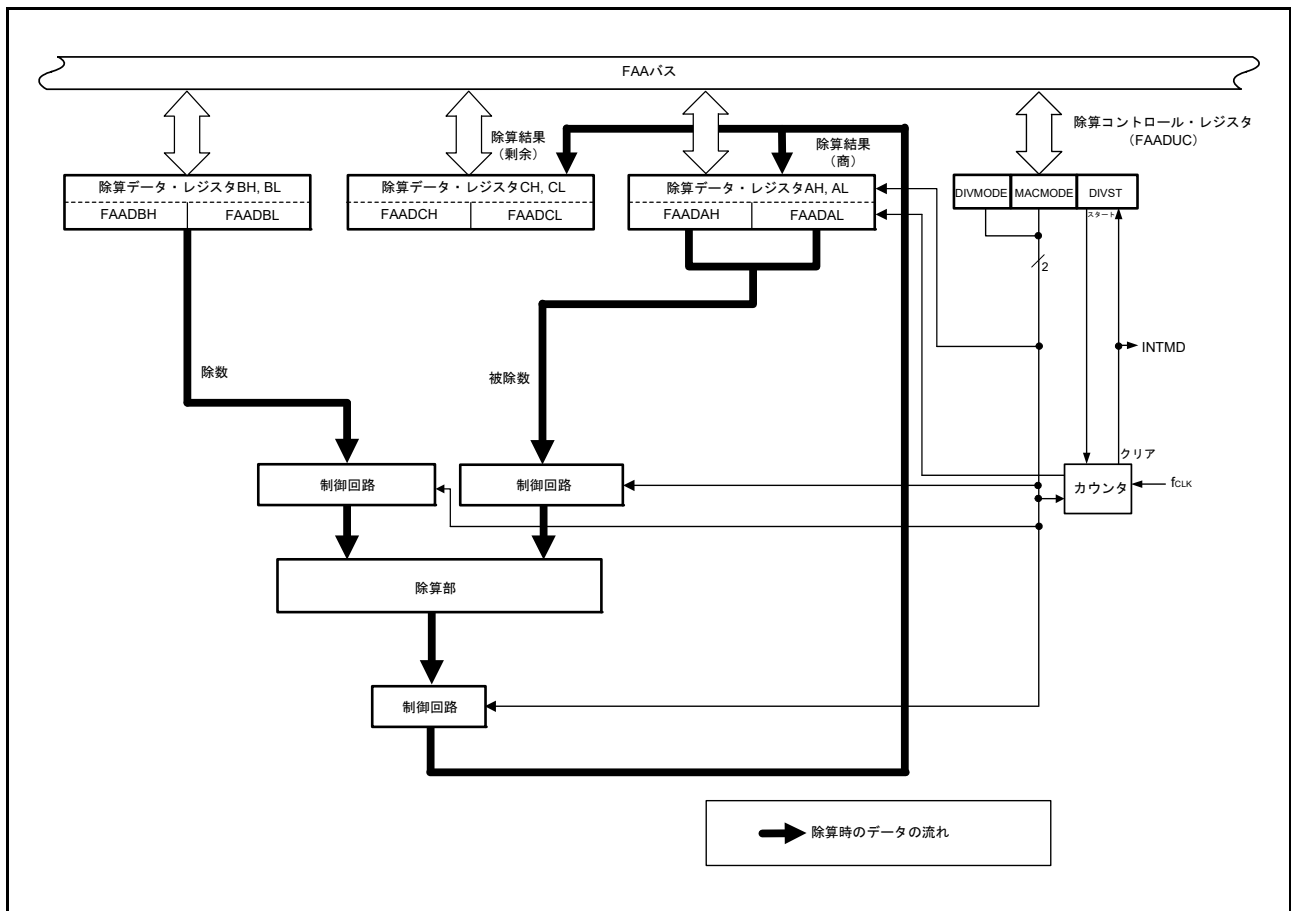 FAAバス
除算結果
(剰余)
除算結果
(商)
除算コントロール・レジスタ
(FAADUC)
除算データ・レジスタBH, BL
FAADBH
FAADBL
除算データ・レジスタCH, CL
FAADCH
FAADCL
除算データ・レジスタAH, AL
FAADAH
FAADAL
DIVMODE
MACMODE
DIVST
スタート
2
INTMD
除数
被除数
クリア
制御回路
制御回路
カウンタ
fCLK
除算部
制御回路
除算時のデータの流れ